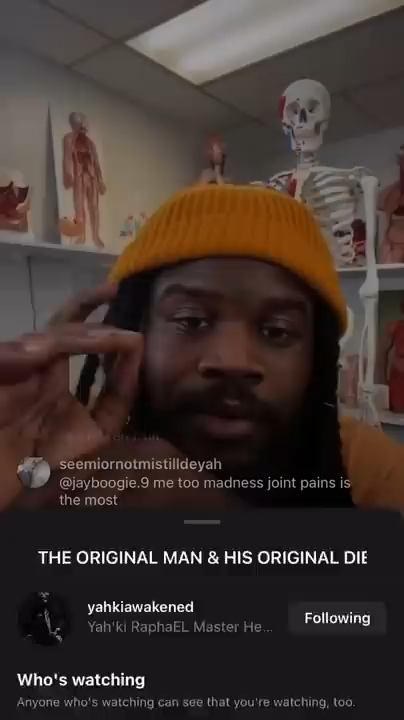 seemiornotmistilldeyah
@jayboogie.9 me too madness joint pains is
the most
THE ORIGINAL MAN & HIS ORIGINAL DIE
yahkiawakened
Following
Yah'ki RaphaEL Master He...
Who's watching
Anyone who's watching can see that you're watching, too.